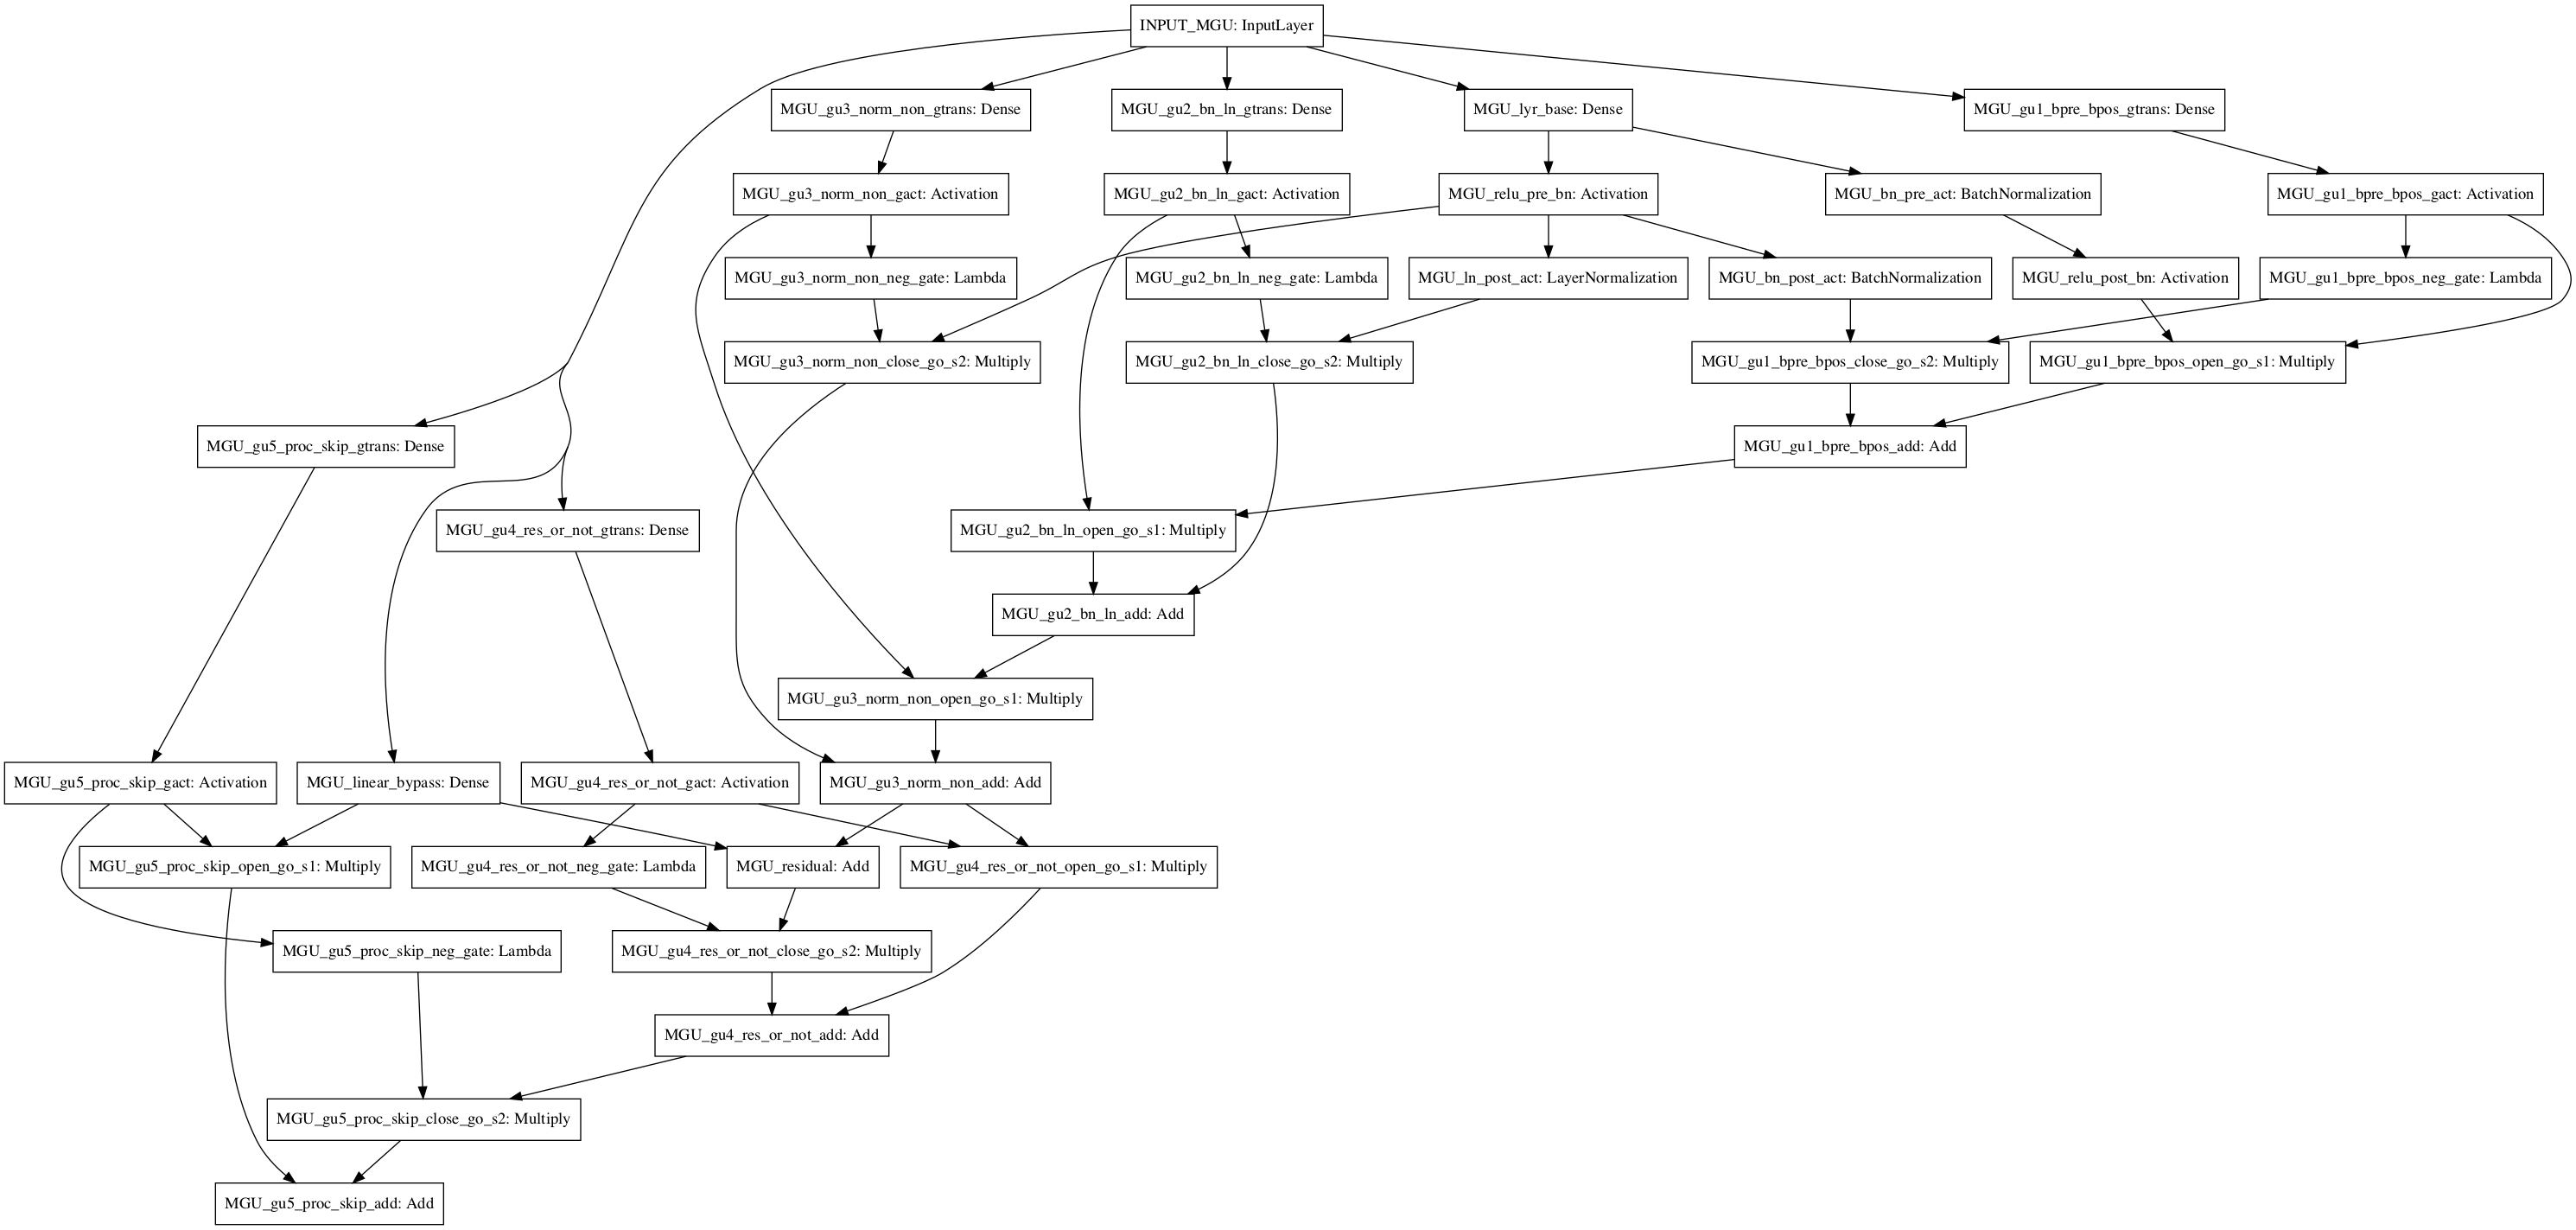 INPUT_MGU: InputLayer
MGU_gu3_norm_non_gtrans: Dense
MGU_gu2_bn_ln_gtrans: Dense
MGU_lyr_base: Dense
MGU_gu1_bpre_bpos_gtrans: Dense
MGU_gu3_norm_non_gact: Activation
MGU_gu2_bn_ln_gact: Activation
MGU_relu_pre_bn: Activation
MGU_bn_pre_act: BatchNormalization
MGU_gu1_bpre_bpos_gact: Activation
MGU_gu3_norm_non_neg_gate: Lambda
MGU_gu2_bn_ln_neg_gate: Lambda
MGU_ln_post_act: LayerNormalization
MGU_bn_post_act: BatchNormalization
MGU_relu_post_bn: Activation
MGU_gu1_bpre_bpos_neg_gate: Lambda
MGU_gu3_norm_non_close_go_s2: Multiply
MGU_gu2_bn_ln_close_go_s2: Multiply
MGU_gu1_bpre_bpos_close_go_s2: Multiply
MGU_gu1_bpre_bpos_open_go_s1: Multiply
MGU_gu5_proc_skip_gtrans: Dense
MGU_gu1_bpre_bpos_add: Add
MGU_gu4_res_or_not_gtrans: Dense
MGU_gu2_bn_ln_open_go_s1: Multiply
MGU_gu2_bn_ln_add: Add
MGU_gu3_norm_non_open_go_s1: Multiply
MGU_gu5_proc_skip_gact: Activation
MGU_linear_bypass: Dense
MGU_gu4_res_or_not_gact: Activation
MGU_gu3_norm_non_add: Add
MGU_gu5_proc_skip_open_go_s1: Multiply
MGU_gu4_res_or_not_neg_gate: Lambda
MGU_residual: Add
MGU_gu4_res_or_not_open_go_s1: Multiply
MGU_gu5_proc_skip_neg_gate: Lambda
MGU_gu4_res_or_not_close_go_s2: Multiply
MGU_gu4_res_or_not_add: Add
MGU_gu5_proc_skip_close_go_s2: Multiply
MGU_gu5_proc_skip_add: Add